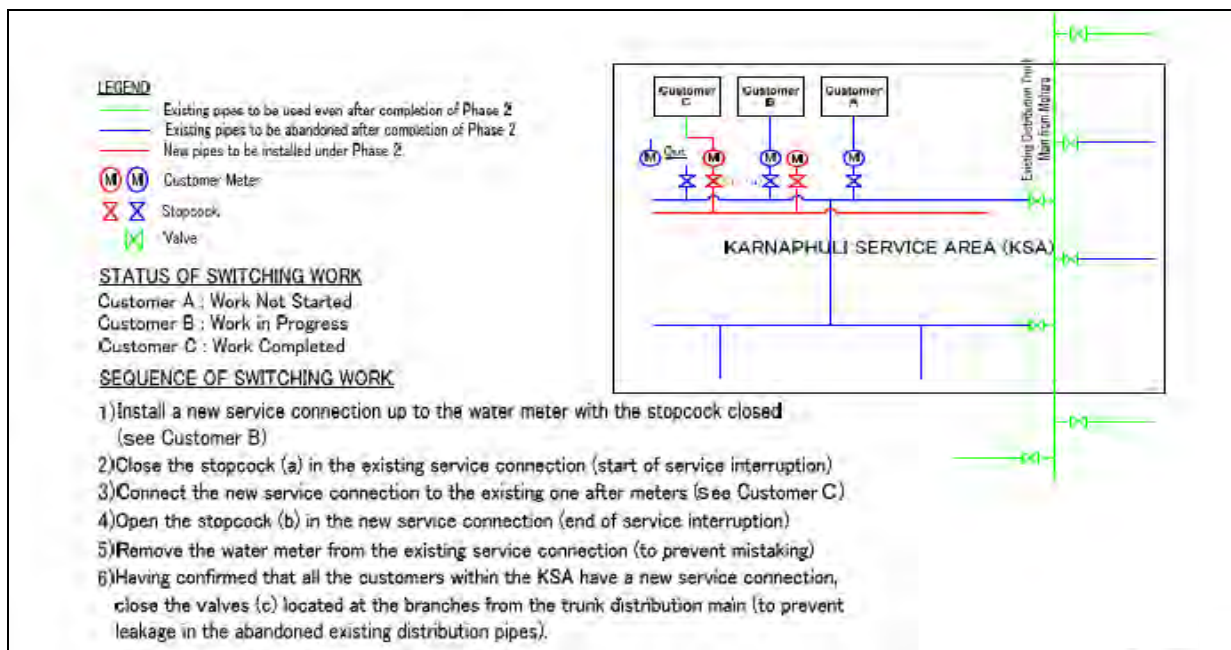 LEGEND
Existing pipes to be used even after completion of Phase 2
Existing pipes to be abandoned after completion of Phase 2
New pipes to be installed under Phase 2
M M Customer Meter
Stopcock
Valve
STATUS OF SWITCHING WORK
Customer A : Work Not Started
Customer B : Work in Progress
Customer C : Work Completed
SEQUENCE OF SWITCHING WORK
1)Install a new service connection up to the water meter with the stopcock closed
(see Customer B)
2)Close the stopcock (a) in the existing service connection (start of service interruption)
3)Connect the new service connection to the existing one after meters (see Customer C)
4)Open the stopcock (b) in the new service connection (end of service interruption)
5)Remove the water meter from the existing service connection (to prevent mistaking)
6)Having confirmed that all the customers within the KSA have a new service connection,
close the valves (c) located at the branches from the trunk distribution main (to prevent
leakage in the abandoned existing distribution pipes).
Customer C
Customer B
Customer A
M M M M M
KARNAPHULI SERVICE AREA (KSA)
Existing Distribution Trunk
Main from Mohara